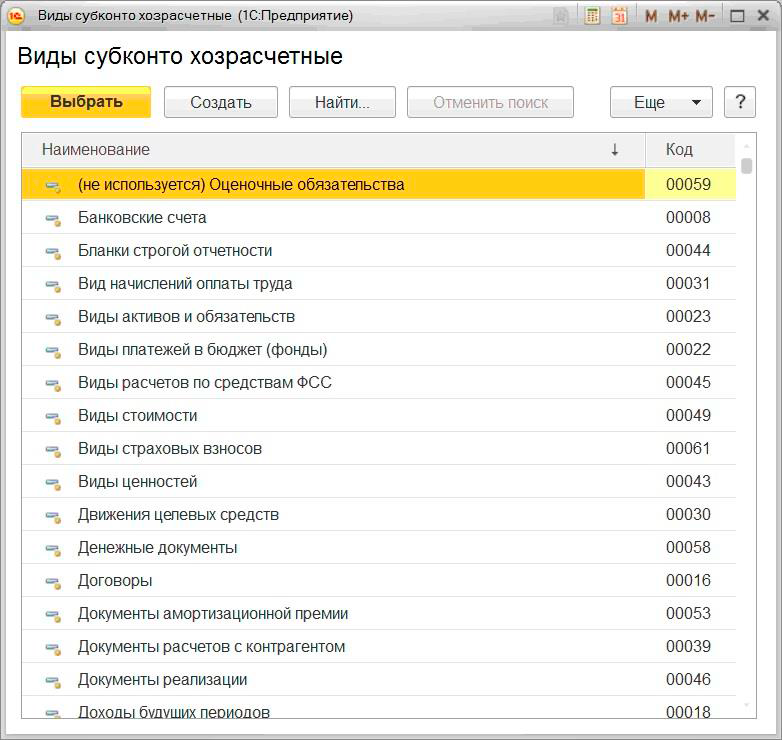 Виды субконто хозрасчетные (1С:Предприятие)
M M+ M-
Виды субконто хозрасчетные
Выбрать Создать Найти... Отменить поиск Еще ?
Наименование ↓ Код
(не используется) Оценочные обязательства 00059
Банковские счета 00008
Бланки строгой отчетности 00044
Вид начислений оплаты труда 00031
Виды активов и обязательств 00023
Виды платежей в бюджет (фонды) 00022
Виды расчетов по средствам ФСС 00045
Виды стоимости 00049
Виды страховых взносов 00061
Виды ценностей 00043
Движения целевых средств 00030
Денежные документы 00058
Договоры 00016
Документы амортизационной премии 00053
Документы расчетов с контрагентом 00039
Документы реализации 00046
Доходы будущих периодов 00018